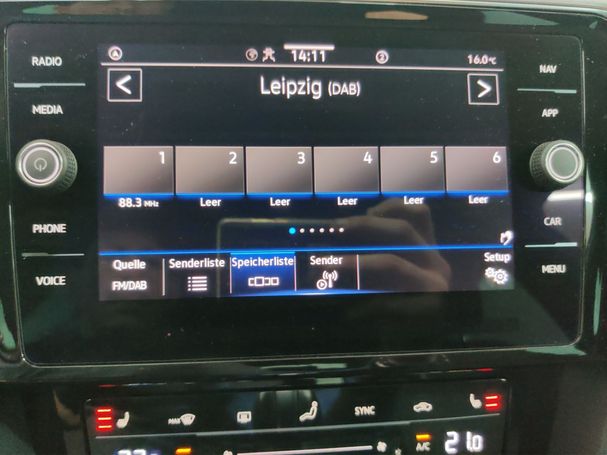 RADIO
MEDIA
PHONE
VOICE
14:11
16.0°C
Leipzig (DAB)
1 2 3 4 5 6
88.3 MHz Leer Leer Leer Leer Leer
Quelle Senderliste Speicherliste Sender Setup
FM/DAB
NAV
APP
CAR
MENU
MAX SYNC
A/C 21.0